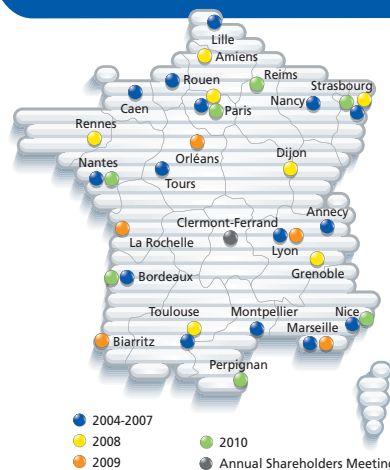 Lille
Amiens
Rouen
Reims
Strasbourg
Caen
Paris
Nancy
Rennes
Orléans
Dijon
Nantes
Tours
Annecy
Clermont-Ferrand
La Rochelle
Lyon
Grenoble
Bordeaux
Toulouse
Montpellier
Nice
Marseille
Biarritz
Perpignan
2004-2007
2008
2010
2009
Annual Shareholders Meeting